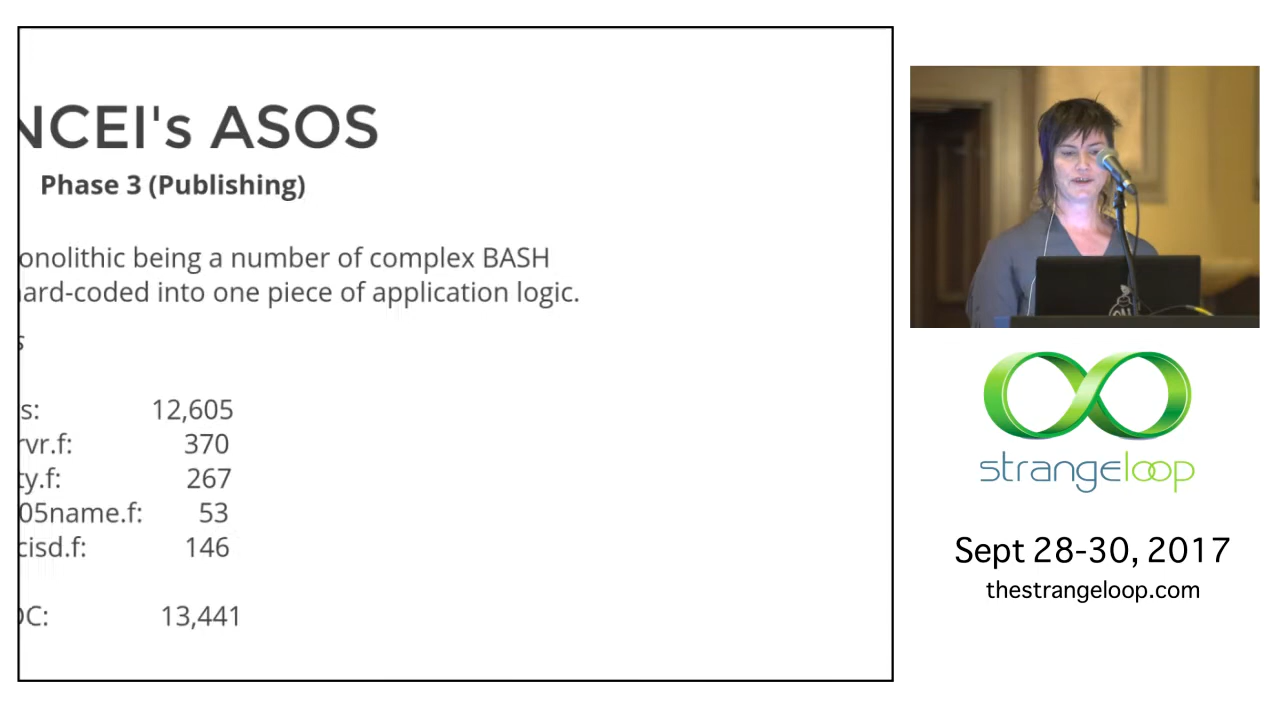 NCEI's ASOS
Phase 3 (Publishing)
onolithic being a number of complex BASH
ard-coded into one piece of application logic.
s
s: 12,605
rvr.f: 370
ty.f: 267
05name.f: 53
cisd.f: 146
OC: 13,441
strangeloop
Sept 28-30, 2017
thestrangeloop.com